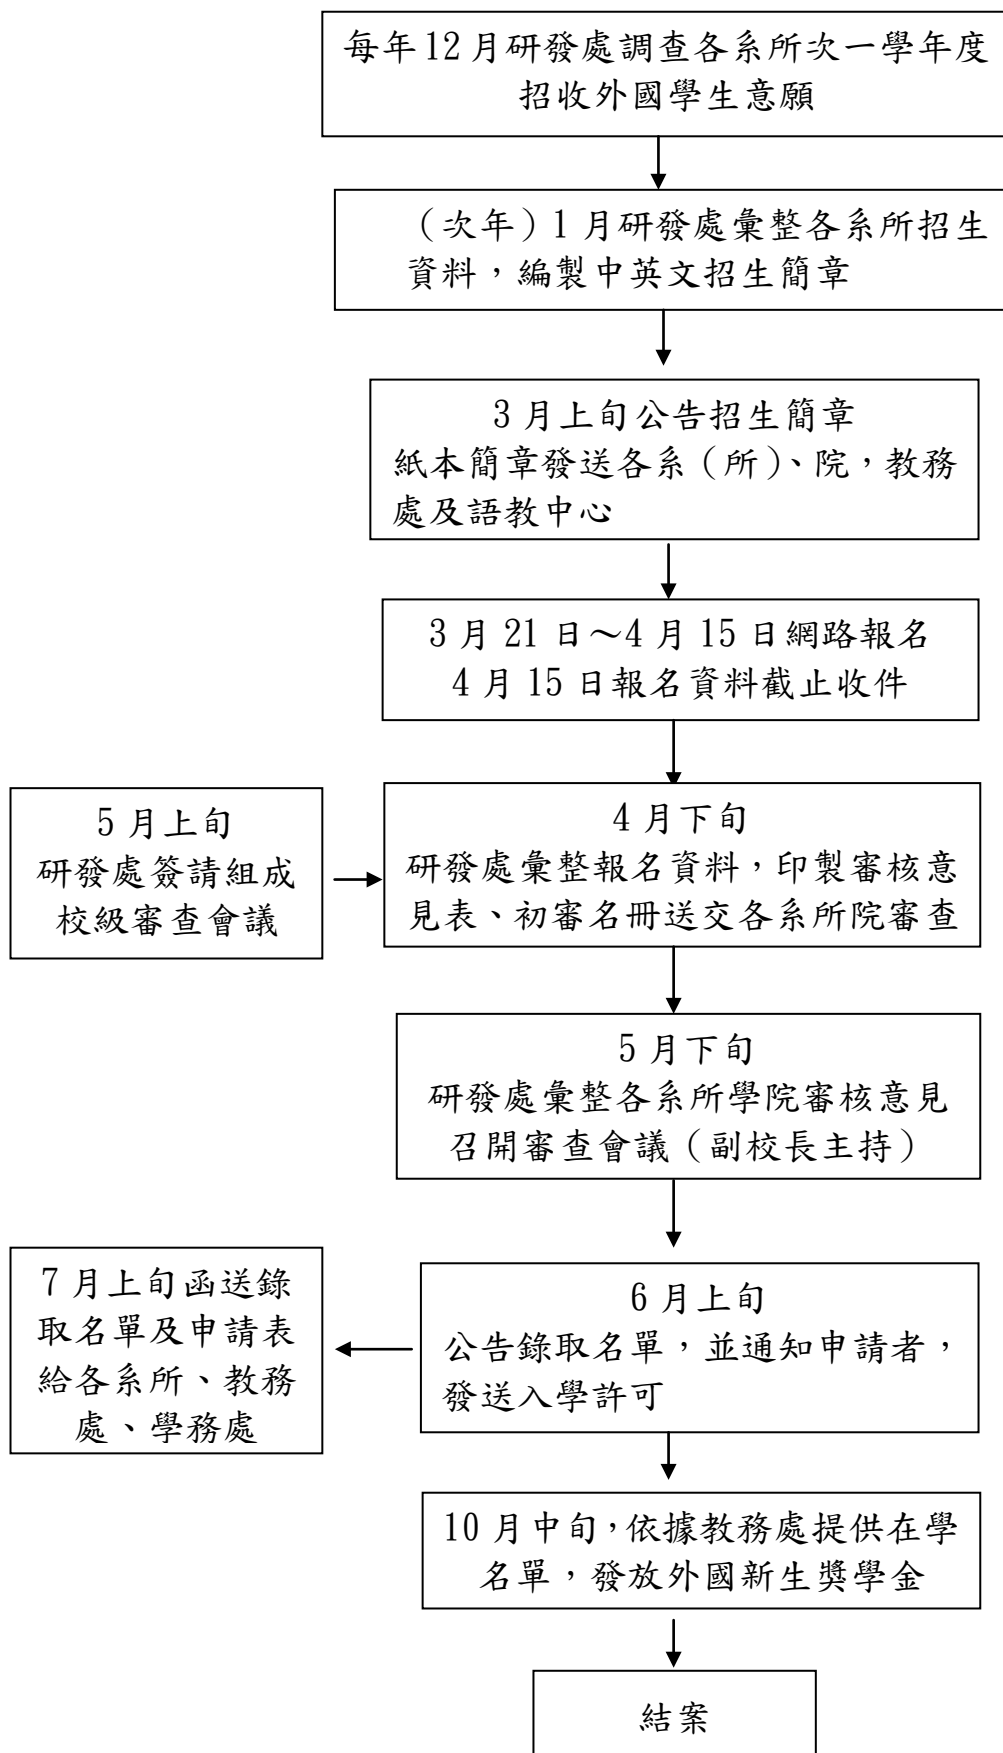 每年12月研發處調查各系所次一學年度
招收外國學生意願
（次年）1月研發處彙整各系所招生
資料，編製中英文招生簡章
3月上旬公告招生簡章
紙本簡章發送各系（所）、院，教務
處及語教中心
3月21日～4月15日網路報名
4月15日報名資料截止收件
5月上旬
研發處簽請組成
校級審查會議
4月下旬
研發處彙整報名資料，印製審核意
見表、初審名冊送交各系所院審查
5月下旬
研發處彙整各系所學院審核意見
召開審查會議（副校長主持）
7月上旬函送錄
取名單及申請表
給各系所、教務
處、學務處
6月上旬
公告錄取名單，並通知申請者，
發送入學許可
10月中旬，依據教務處提供在學
名單，發放外國新生獎學金
結案